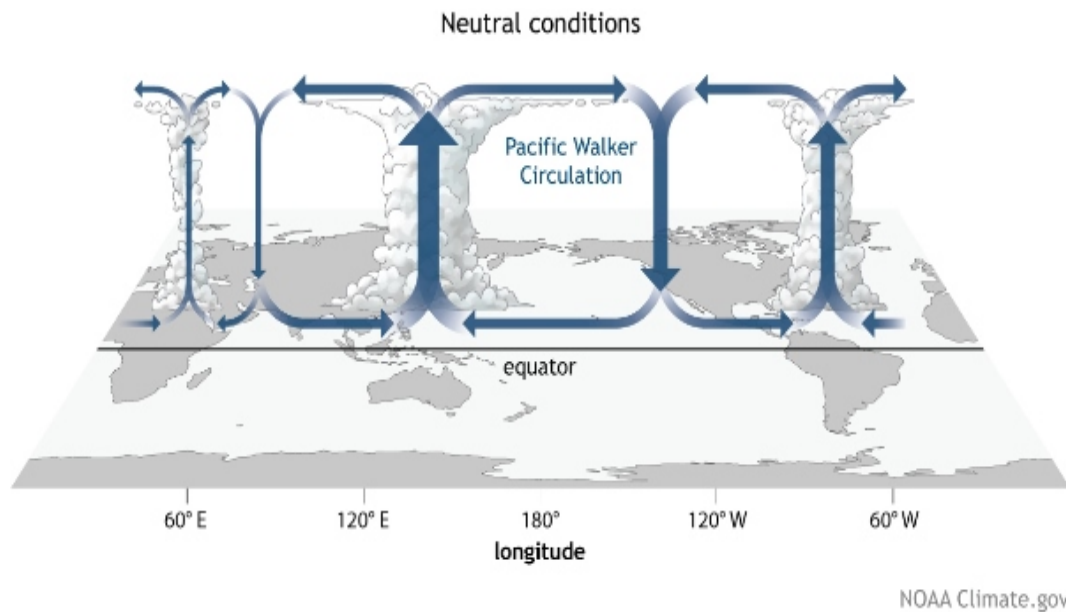 Neutral conditions
Pacific Walker
Circulation
equator
60° E 120° E 180° 120° W 60° W
longitude
NOAA Climate.gov